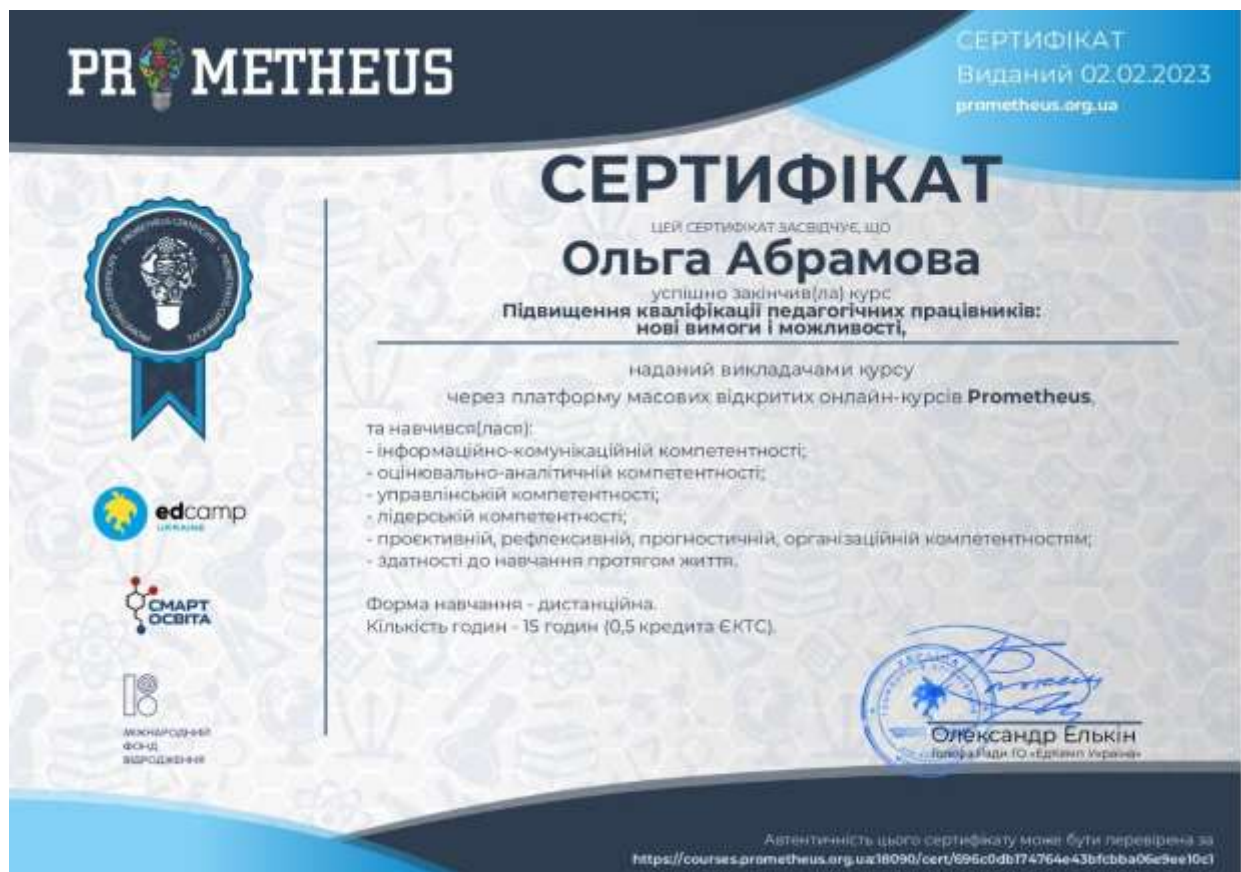 PROMETHEUS
СЕРТИФІКАТ
Виданий 02.02.2023
prometheus.org.ua
СЕРТИФІКАТ
ЦЕЙ СЕРТИФІКАТ ЗАСВІДЧУЄ, ЩО
Ольга Абрамова
успішно закінчив(ла) курс
Підвищення кваліфікації педагогічних працівників:
нові вимоги і можливості,
наданий викладачами курсу
через платформу масових відкритих онлайн-курсів Prometheus,
та навчився(лася):
- інформаційно-комунікаційній компетентності;
- оцінювально-аналітичній компетентності;
- управлінській компетентності;
- лідерській компетентності;
- проєктивній, рефлексивній, прогностичній, організаційній компетентностям;
- здатності до навчання протягом життя.
Форма навчання - дистанційна.
Кількість годин - 15 годин (0,5 кредита ЄКТС).
edcamp
UKRAINE
СМАРТ
ОСВІТА
МІЖНАРОДНИЙ
ФОНД
ВІДРОДЖЕННЯ
Олександр Елькін
Голова Ради ГО «ЕдКемп Україна»
Автентичність цього сертифікату може бути перевірена за
https://courses.prometheus.org.ua:18090/cert/696c0db174764e43bfcbba06e9ee10c1